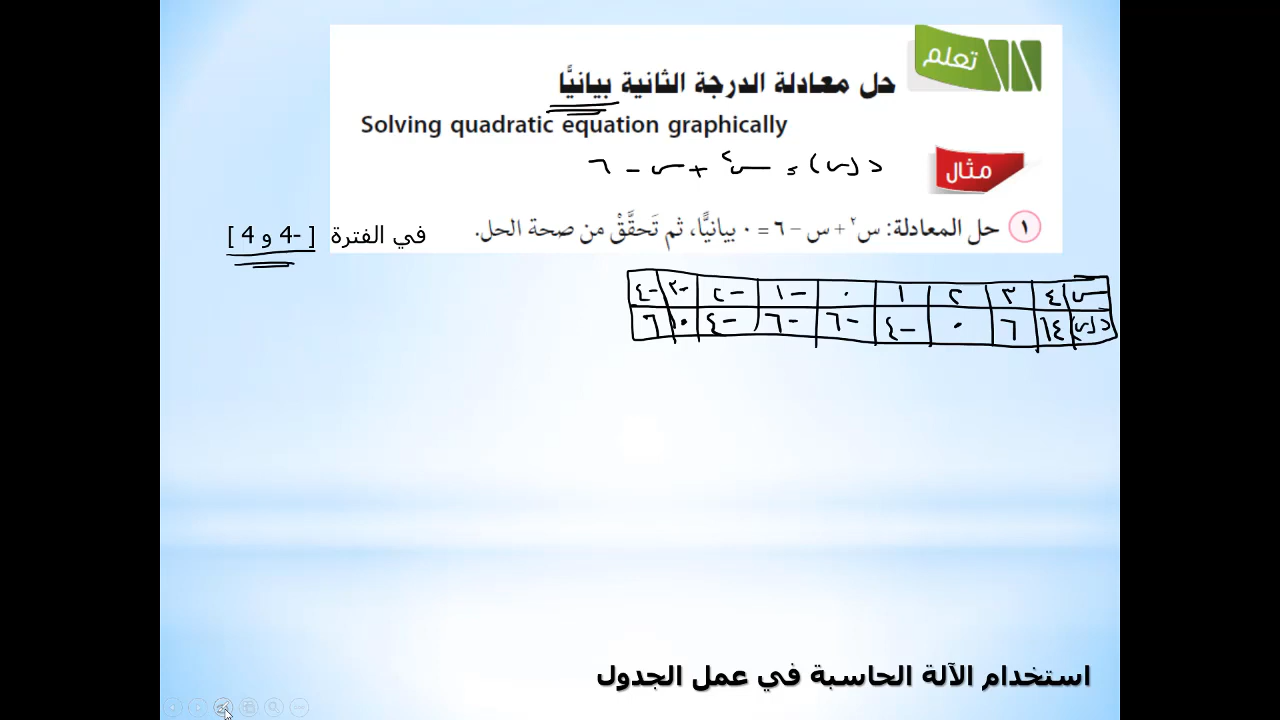 تعلم
حل معادلة الدرجة الثانية بيانيًّا
Solving quadratic equation graphically
مثال
د(س) = س٢ + س - ٦
١ حل المعادلة: س٢ + س - ٦ = ٠ بيانيًّا، ثم تَحقَّقْ من صحة الحل.
في الفترة [ -4 و 4 ]
س ٤ ٣ ٢ ١ ٠ -١ -٢ -٣ -٤
د(س) ١٤ ٦ ٠ -٤ -٦ -٦ -٤ ٠ ٦
استخدام الآلة الحاسبة في عمل الجدول